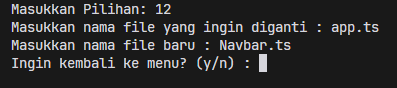 Masukkan Pilihan: 12
Masukkan nama file yang ingin diganti : app.ts
Masukkan nama file baru : Navbar.ts
Ingin kembali ke menu? (y/n) :